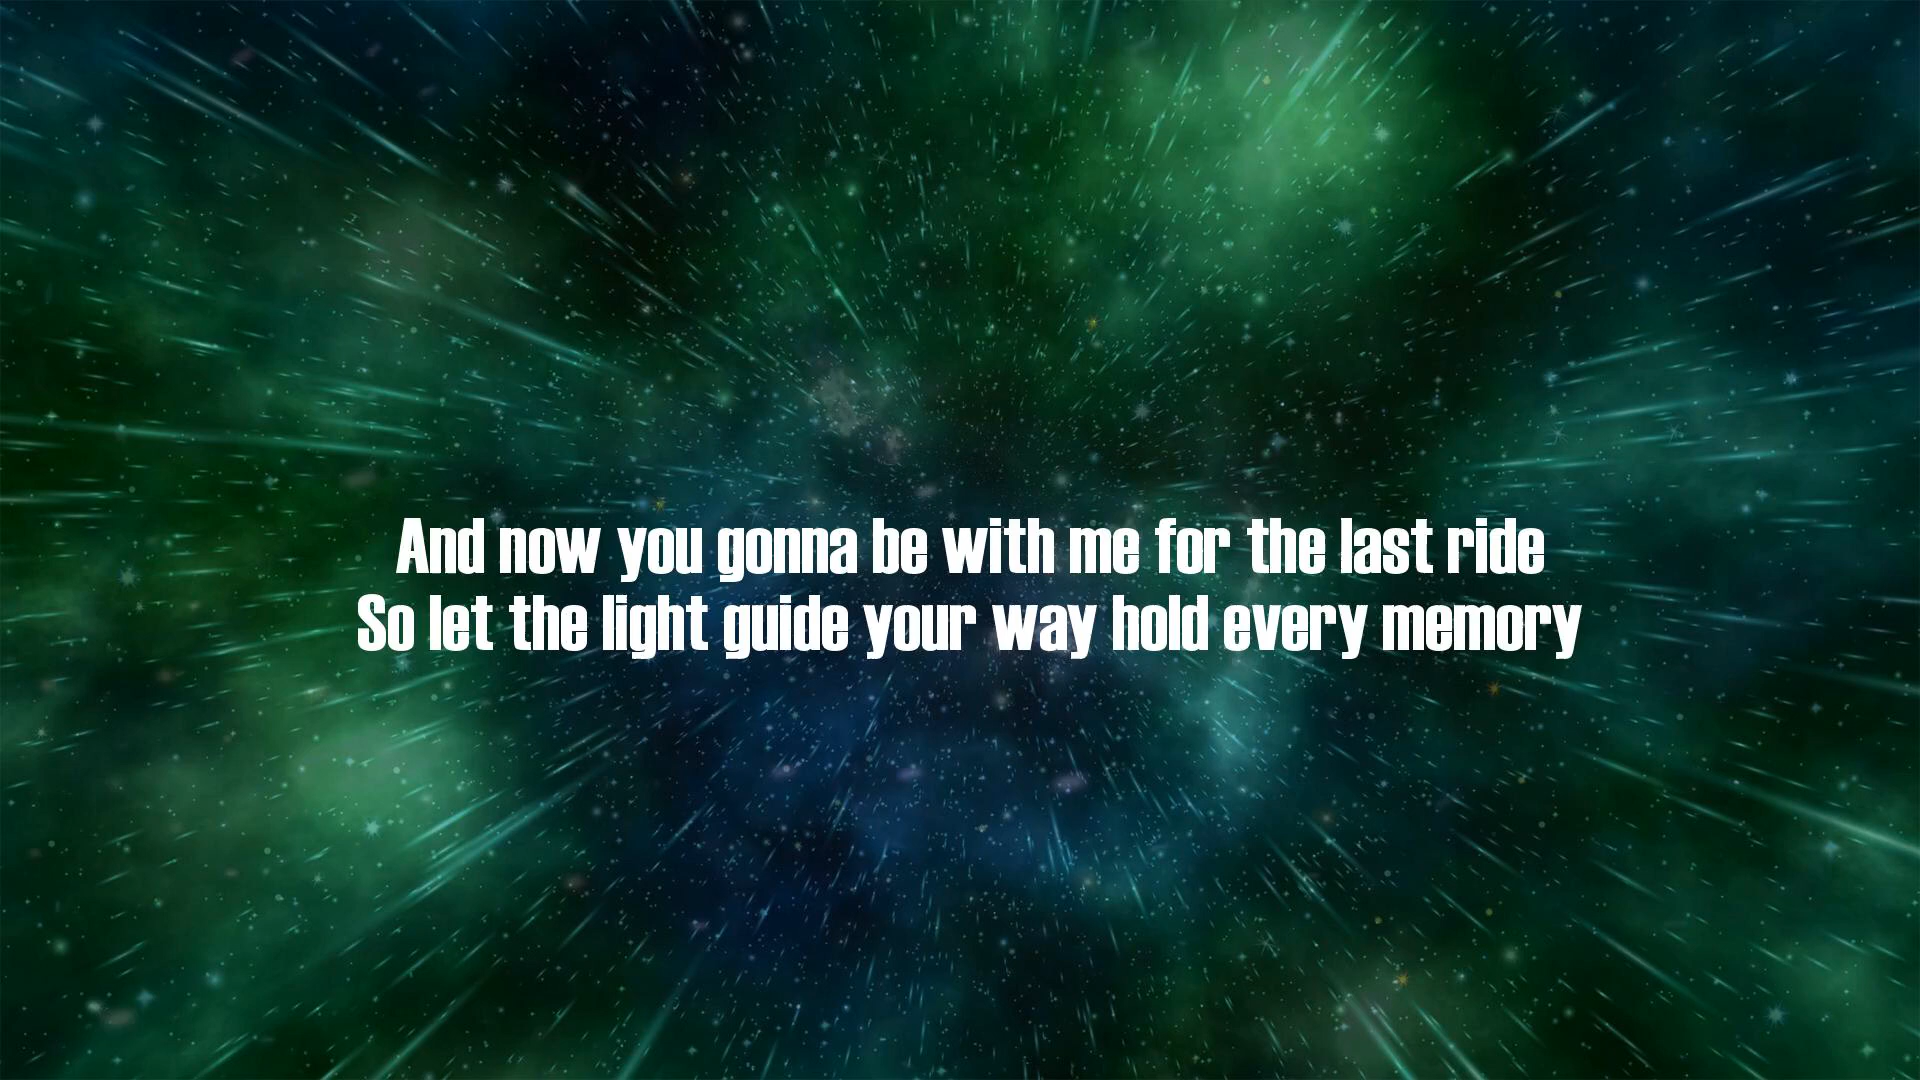 And now you gonna be with me for the last ride
So let the light guide your way hold every memory